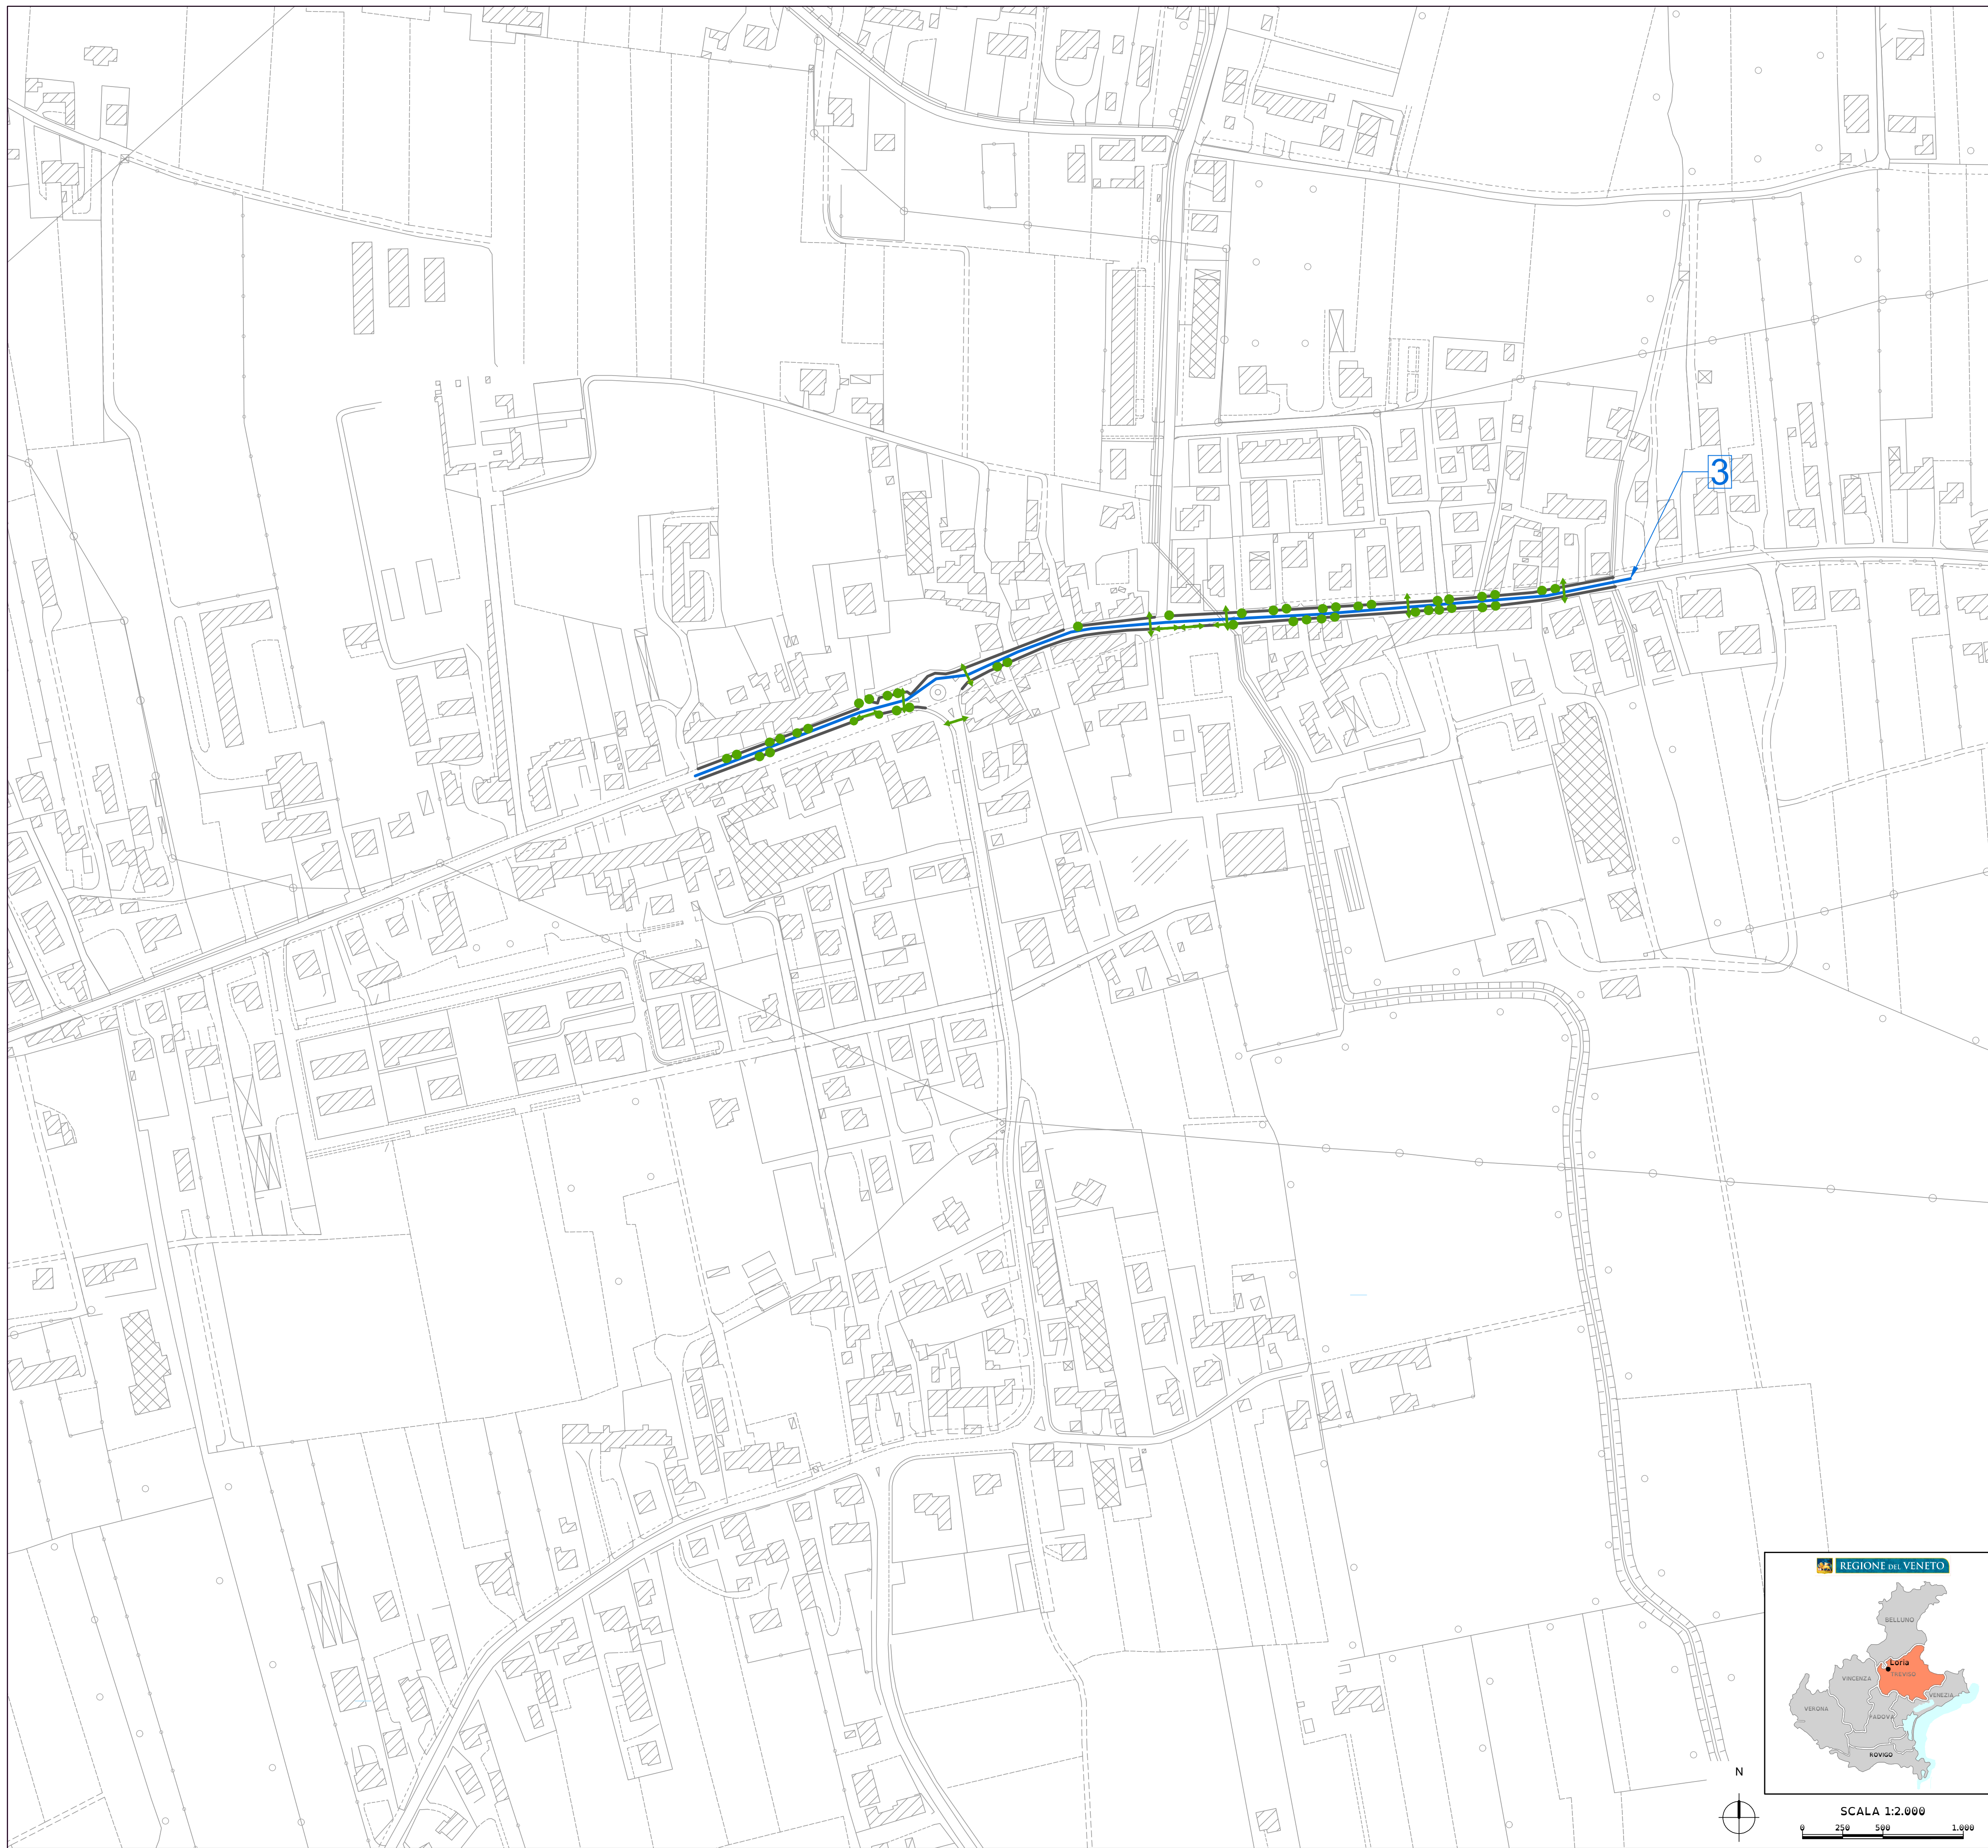 3
REGIONE DEL VENETO
BELLUNO
Loria
TREVISO
VINCENZA
VENEZIA
VERONA
PADOVA
ROVIGO
N
SCALA 1:2.000
0 250 500 1.000